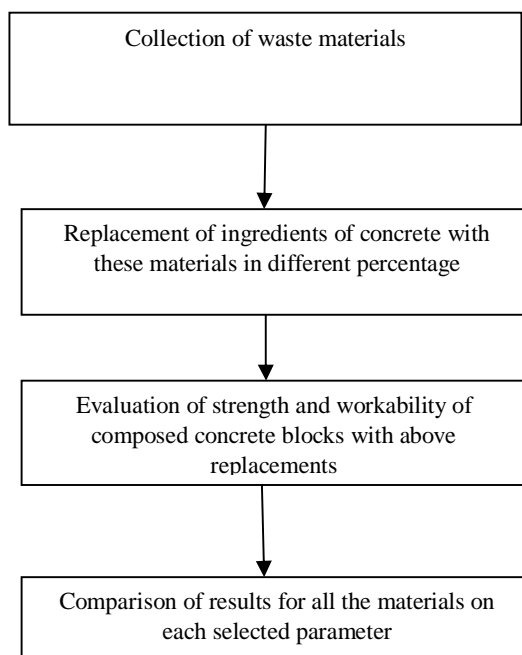 Collection of waste materials
Replacement of ingredients of concrete with
these materials in different percentage
Evaluation of strength and workability of
composed concrete blocks with above
replacements
Comparison of results for all the materials on
each selected parameter